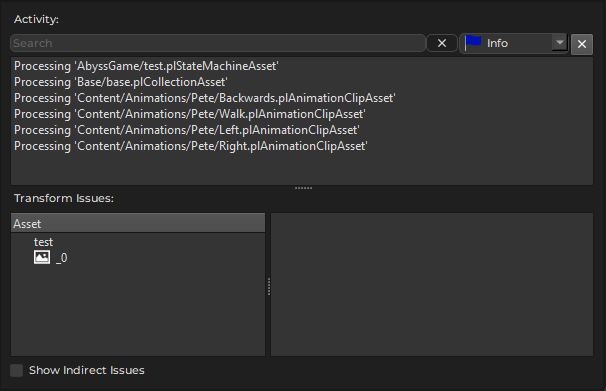 Activity:
Search
Info
Processing 'AbyssGame/test.plStateMachineAsset'
Processing 'Base/base.plCollectionAsset'
Processing 'Content/Animations/Pete/Backwards.plAnimationClipAsset'
Processing 'Content/Animations/Pete/Walk.plAnimationClipAsset'
Processing 'Content/Animations/Pete/Left.plAnimationClipAsset'
Processing 'Content/Animations/Pete/Right.plAnimationClipAsset'
Transform Issues:
Asset
test
_0
Show Indirect Issues